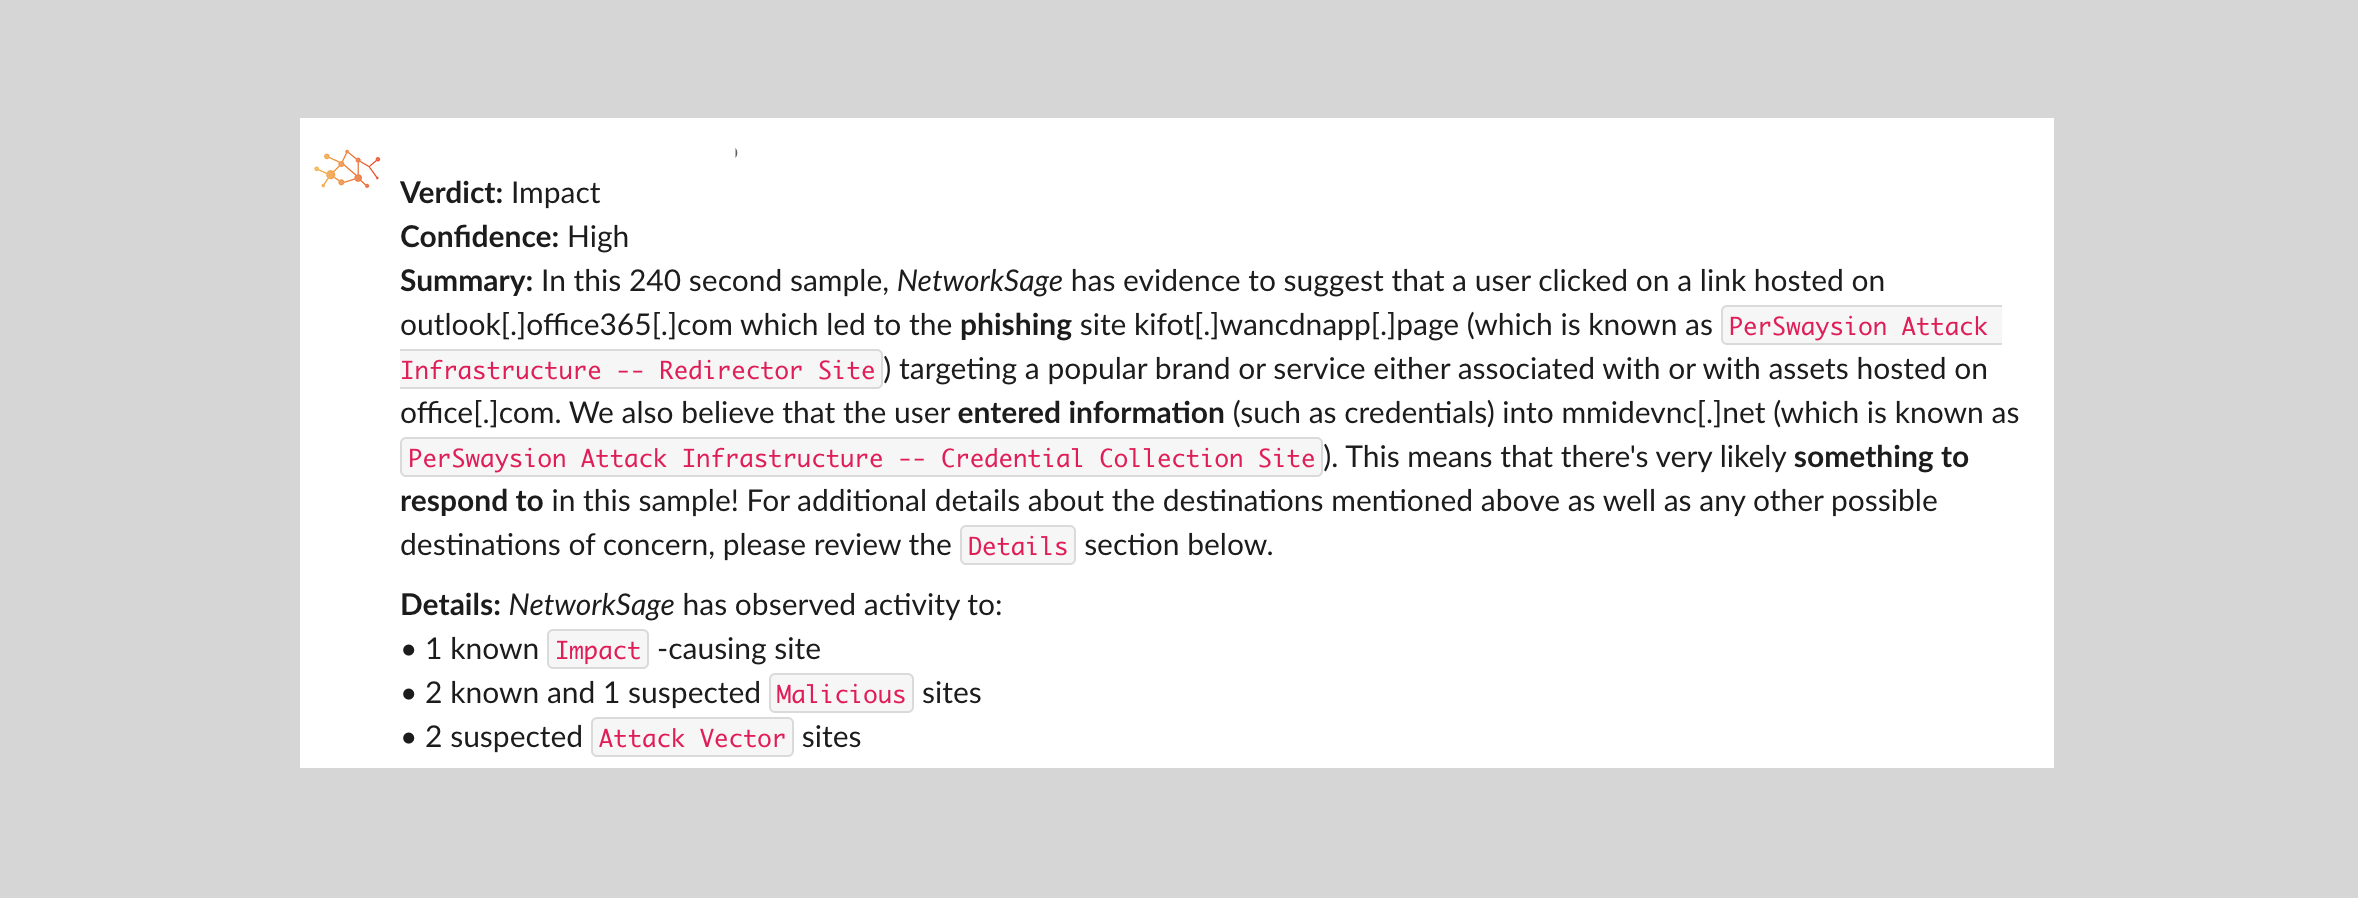 Verdict: Impact
Confidence: High
Summary: In this 240 second sample, NetworkSage has evidence to suggest that a user clicked on a link hosted on
outlook[.]office365[.]com which led to the phishing site kifot[.]wancdnapp[.]page (which is known as PerSwaysion Attack
Infrastructure -- Redirector Site) targeting a popular brand or service either associated with or with assets hosted on
office[.]com. We also believe that the user entered information (such as credentials) into mmidevnc[.]net (which is known as
PerSwaysion Attack Infrastructure -- Credential Collection Site). This means that there's very likely something to
respond to in this sample! For additional details about the destinations mentioned above as well as any other possible
destinations of concern, please review the Details section below.
Details: NetworkSage has observed activity to:
• 1 known Impact -causing site
• 2 known and 1 suspected Malicious sites
• 2 suspected Attack Vector sites